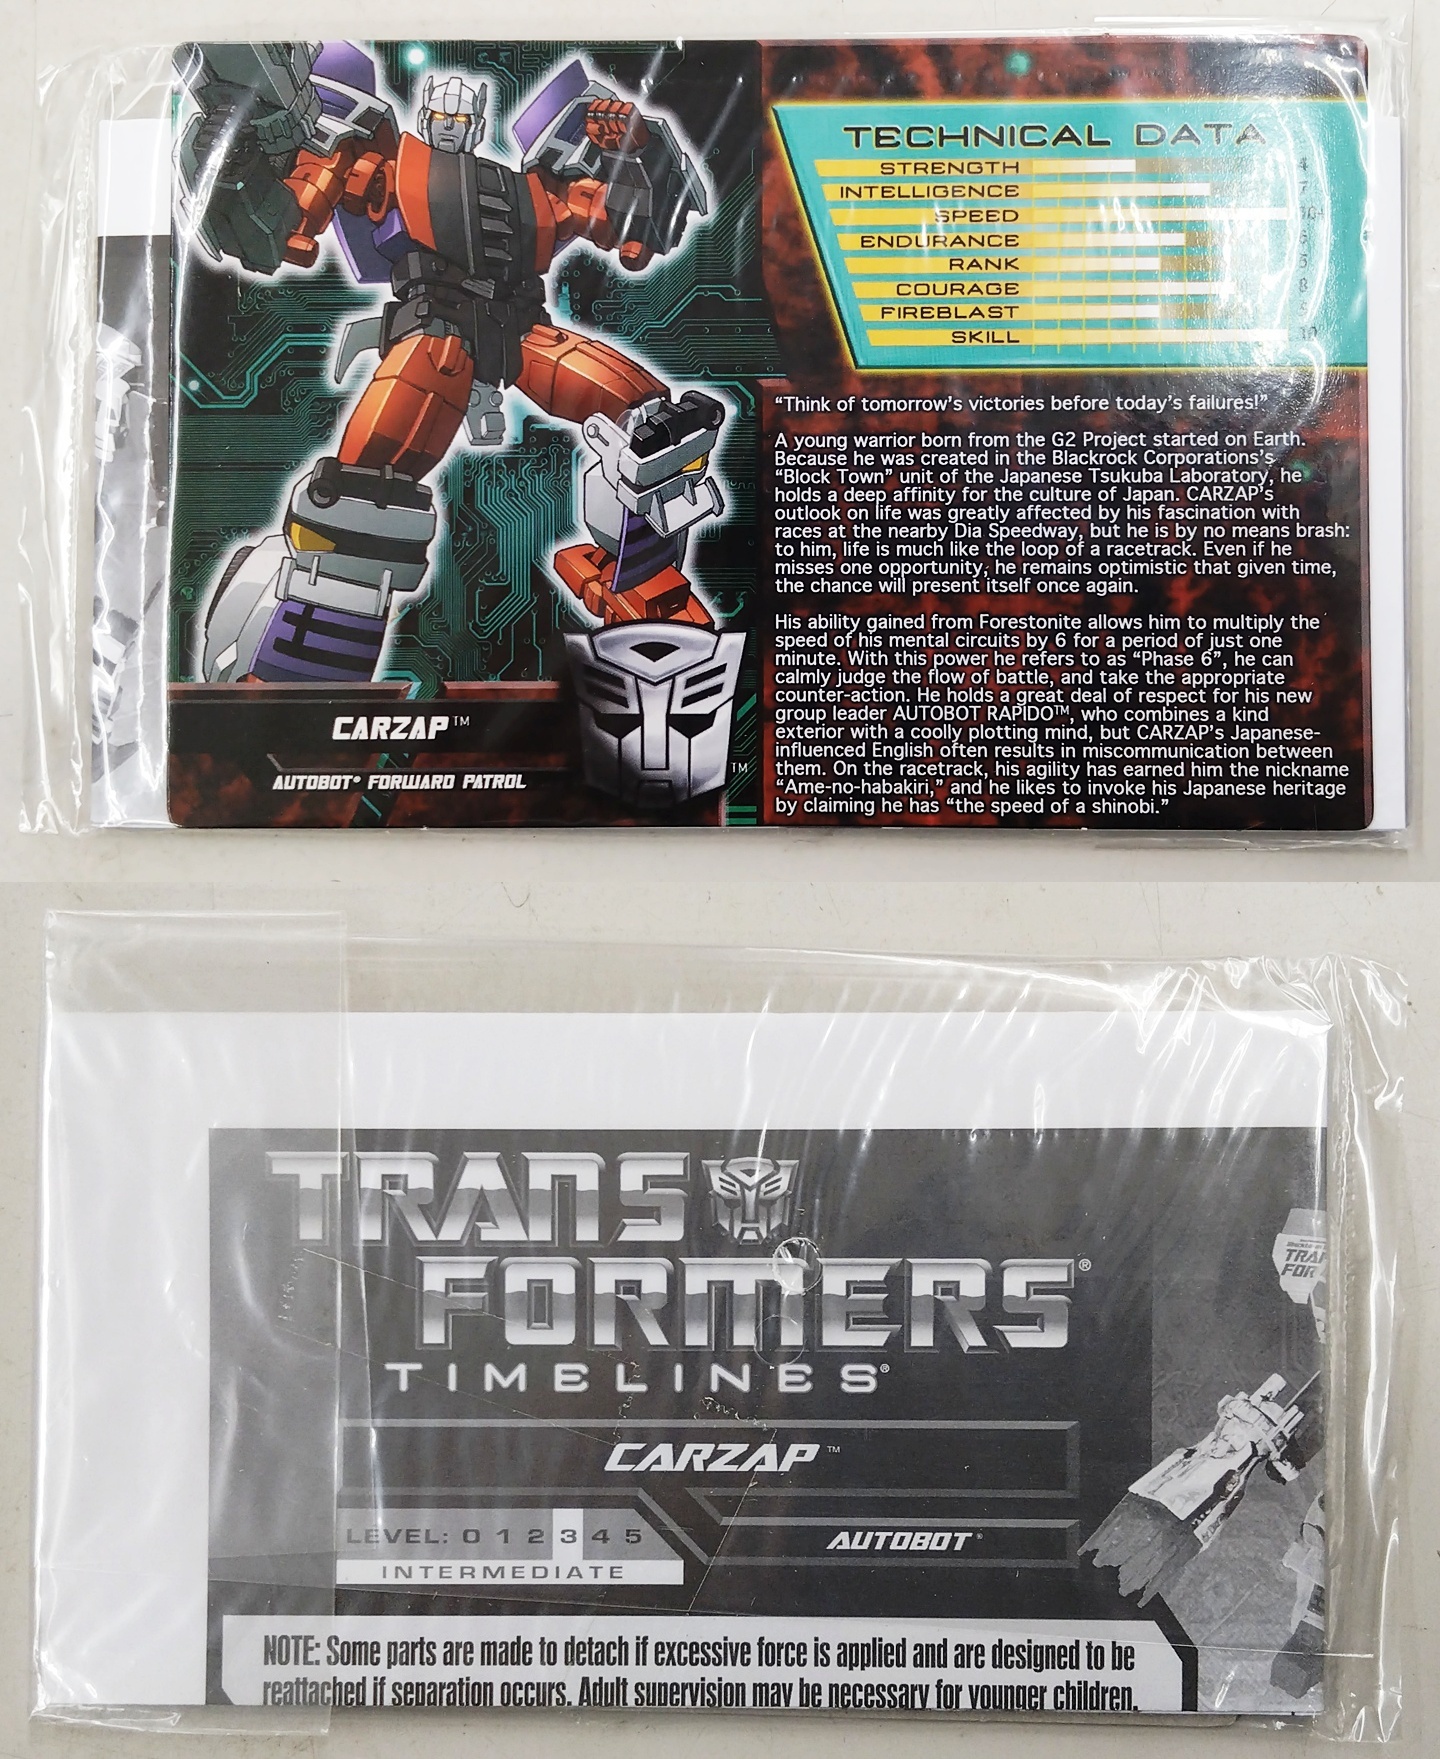 TECHNICAL DATA
STRENGTH 4
INTELLIGENCE 7
SPEED 10+
ENDURANCE 6
RANK 5
COURAGE 8
FIREBLAST
SKILL 10
“Think of tomorrow’s victories before today’s failures!”
A young warrior born from the G2 Project started on Earth.
Because he was created in the Blackrock Corporations’s
“Block Town” unit of the Japanese Tsukuba Laboratory, he
holds a deep affinity for the culture of Japan. CARZAP’s
outlook on life was greatly affected by his fascination with
races at the nearby Dia Speedway, but he is by no means brash:
to him, life is much like the loop of a racetrack. Even if he
misses one opportunity, he remains optimistic that given time,
the chance will present itself once again.
His ability gained from Forestonite allows him to multiply the
speed of his mental circuits by 6 for a period of just one
minute. With this power he refers to as “Phase 6”, he can
calmly judge the flow of battle, and take the appropriate
counter-action. He holds a great deal of respect for his new
group leader AUTOBOT RAPIDO™, who combines a kind
exterior with a coolly plotting mind, but CARZAP’s Japanese-
influenced English often results in miscommunication between
them. On the racetrack, his agility has earned him the nickname
“Ame-no-habakiri,” and he likes to invoke his Japanese heritage
by claiming he has “the speed of a shinobi.”
CARZAP™
AUTOBOT® FORWARD PATROL
™
TRANS
FORMERS®
TIMELINES®
TRAN
FOR
CARZAP™
LEVEL: 0 1 2 3 4 5
INTERMEDIATE
AUTOBOT®
NOTE: Some parts are made to detach if excessive force is applied and are designed to be
reattached if separation occurs. Adult supervision may be necessary for younger children.